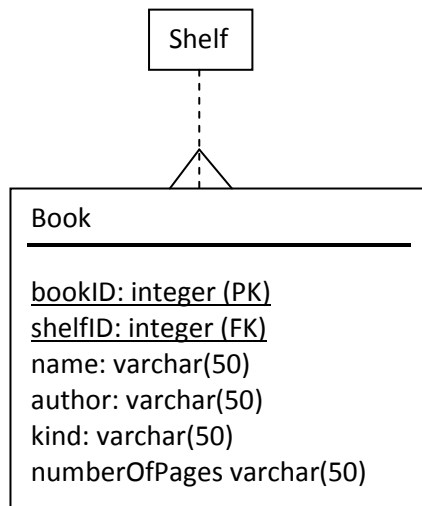 Shelf
Book
bookID: integer (PK)
shelfID: integer (FK)
name: varchar(50)
author: varchar(50)
kind: varchar(50)
numberOfPages varchar(50)